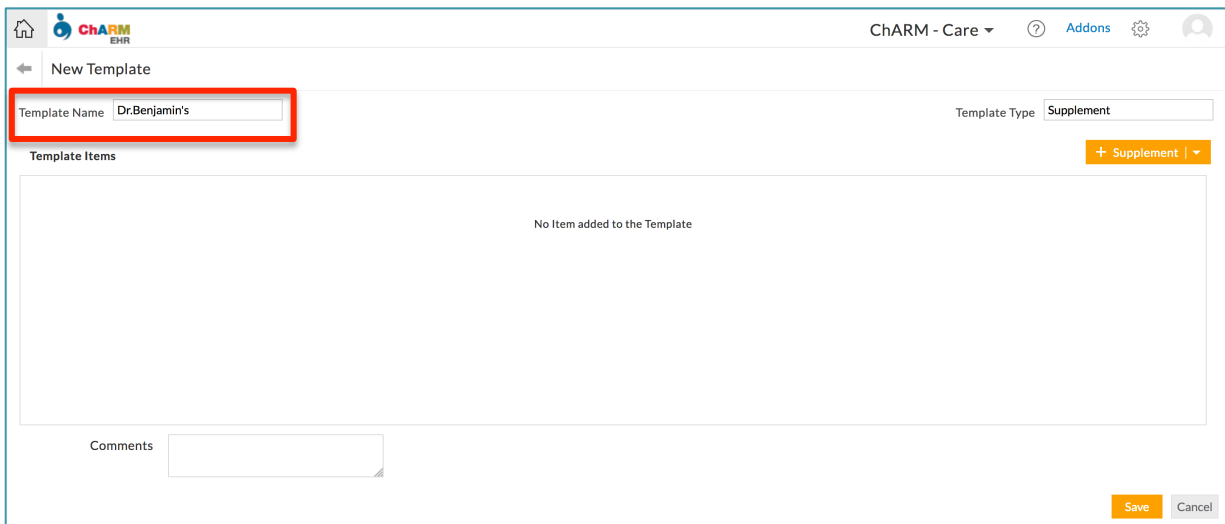 ChARM
EHR
ChARM - Care
?
Addons
New Template
Template Name
Dr.Benjamin's
Template Type
Supplement
Template Items
+ Supplement
No Item added to the Template
Comments
Save
Cancel